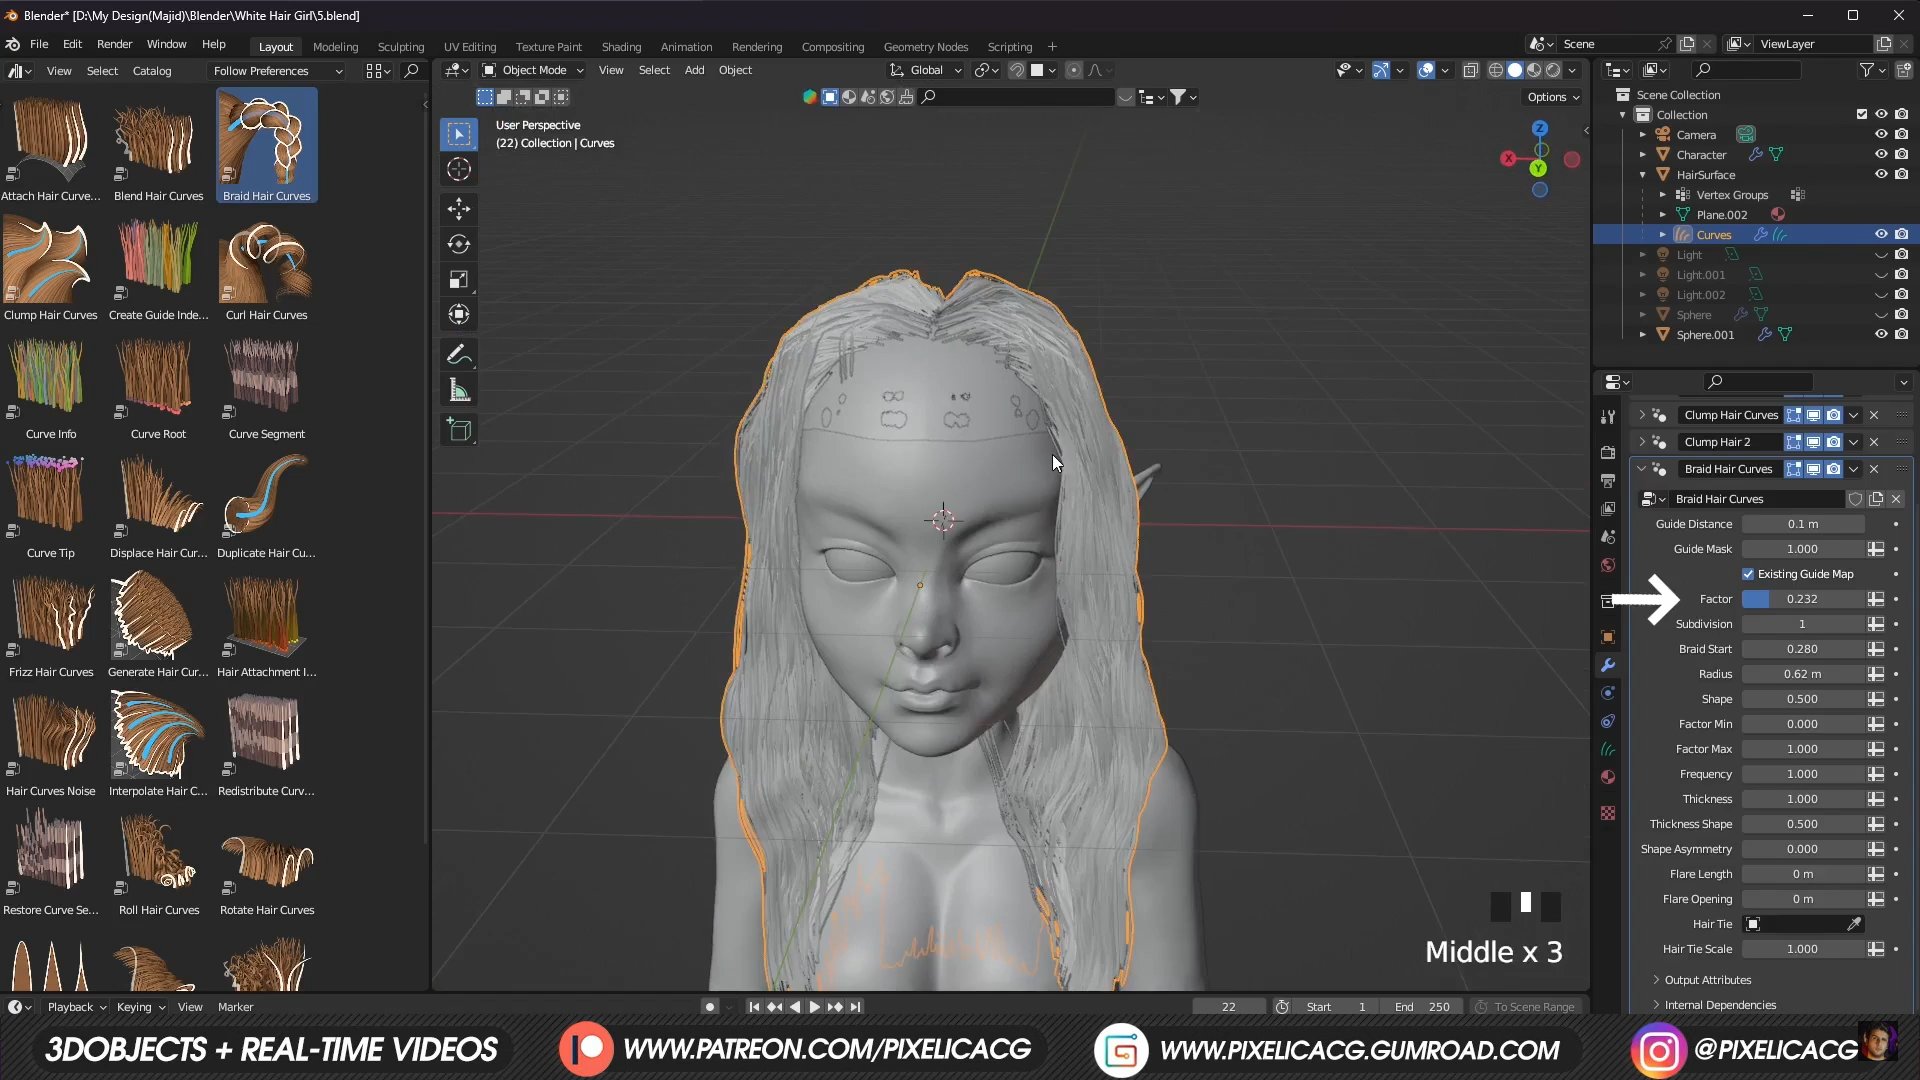 Blender* [D:\My Design(Majid)\Blender\White Hair Girl\5.blend]
File Edit Render Window Help Layout Modeling Sculpting UV Editing Texture Paint Shading Animation Rendering Compositing Geometry Nodes Scripting + Scene ViewLayer
View Select Catalog Follow Preferences Object Mode View Select Add Object Global
Options
User Perspective
(22) Collection | Curves
Z
X
Y
Attach Hair Curve... Blend Hair Curves Braid Hair Curves
Clump Hair Curves Create Guide Inde... Curl Hair Curves
Curve Info Curve Root Curve Segment
Curve Tip Displace Hair Cur... Duplicate Hair Cu...
Frizz Hair Curves Generate Hair Cur... Hair Attachment I...
Hair Curves Noise Interpolate Hair C... Redistribute Curv...
Restore Curve Se... Roll Hair Curves Rotate Hair Curves
Scene Collection
Collection
Camera
Character
HairSurface
Vertex Groups
Plane.002
Curves
Light
Light.001
Light.002
Sphere
Sphere.001
Clump Hair Curves
Clump Hair 2
Braid Hair Curves
Braid Hair Curves
Guide Distance 0.1 m
Guide Mask 1.000
Existing Guide Map
Factor 0.232
Subdivision 1
Braid Start 0.280
Radius 0.62 m
Shape 0.500
Factor Min 0.000
Factor Max 1.000
Frequency 1.000
Thickness 1.000
Thickness Shape 0.500
Shape Asymmetry 0.000
Flare Length 0 m
Flare Opening 0 m
Hair Tie
Hair Tie Scale 1.000
Output Attributes
Internal Dependencies
Middle x 3
Playback Keying View Marker 22 Start 1 End 250 To Scene Range
3DOBJECTS + REAL-TIME VIDEOS WWW.PATREON.COM/PIXELICACG WWW.PIXELICACG.GUMROAD.COM @PIXELICACG